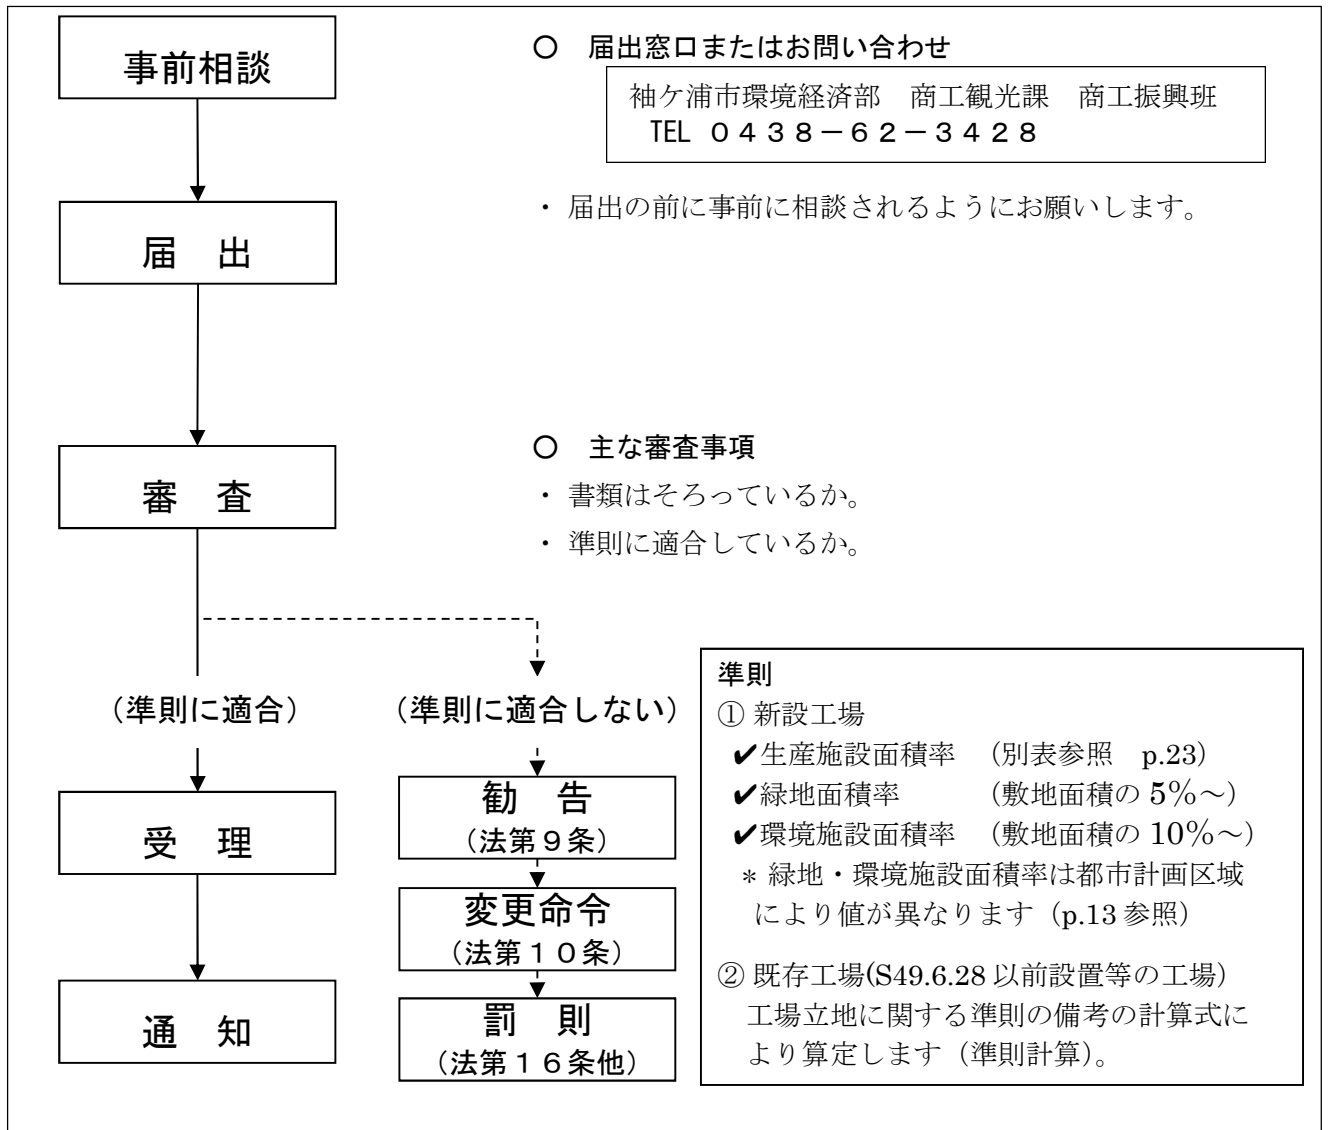 事前相談
○　届出窓口またはお問い合わせ
袖ケ浦市環境経済部　商工観光課　商工振興班
TEL ０４３８－６２－３４２８
・ 届出の前に事前に相談されるようにお願いします。
届　出
審　査
○　主な審査事項
・ 書類はそろっているか。
・ 準則に適合しているか。
（準則に適合）
受　理
通　知
（準則に適合しない）
勧　告
（法第９条）
変更命令
（法第１０条）
罰　則
（法第１６条他）
準則
① 新設工場
✔生産施設面積率　（別表参照　p.23）
✔緑地面積率　　　（敷地面積の 5％～）
✔環境施設面積率　（敷地面積の 10％～）
＊ 緑地・環境施設面積率は都市計画区域
により値が異なります（p.13 参照）
② 既存工場(S49.6.28 以前設置等の工場）
工場立地に関する準則の備考の計算式に
より算定します（準則計算）。